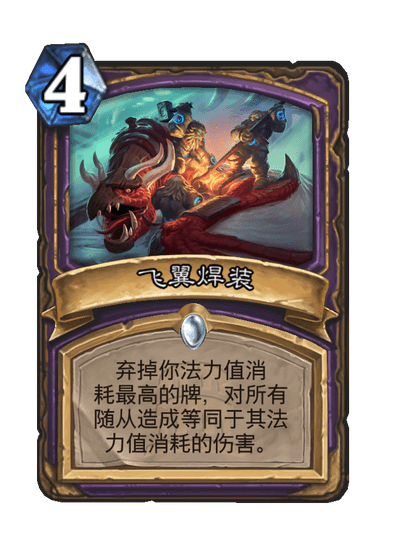 4
飞翼焊装
弃掉你法力值消
耗最高的牌，对所有
随从造成等同于其法
力值消耗的伤害。